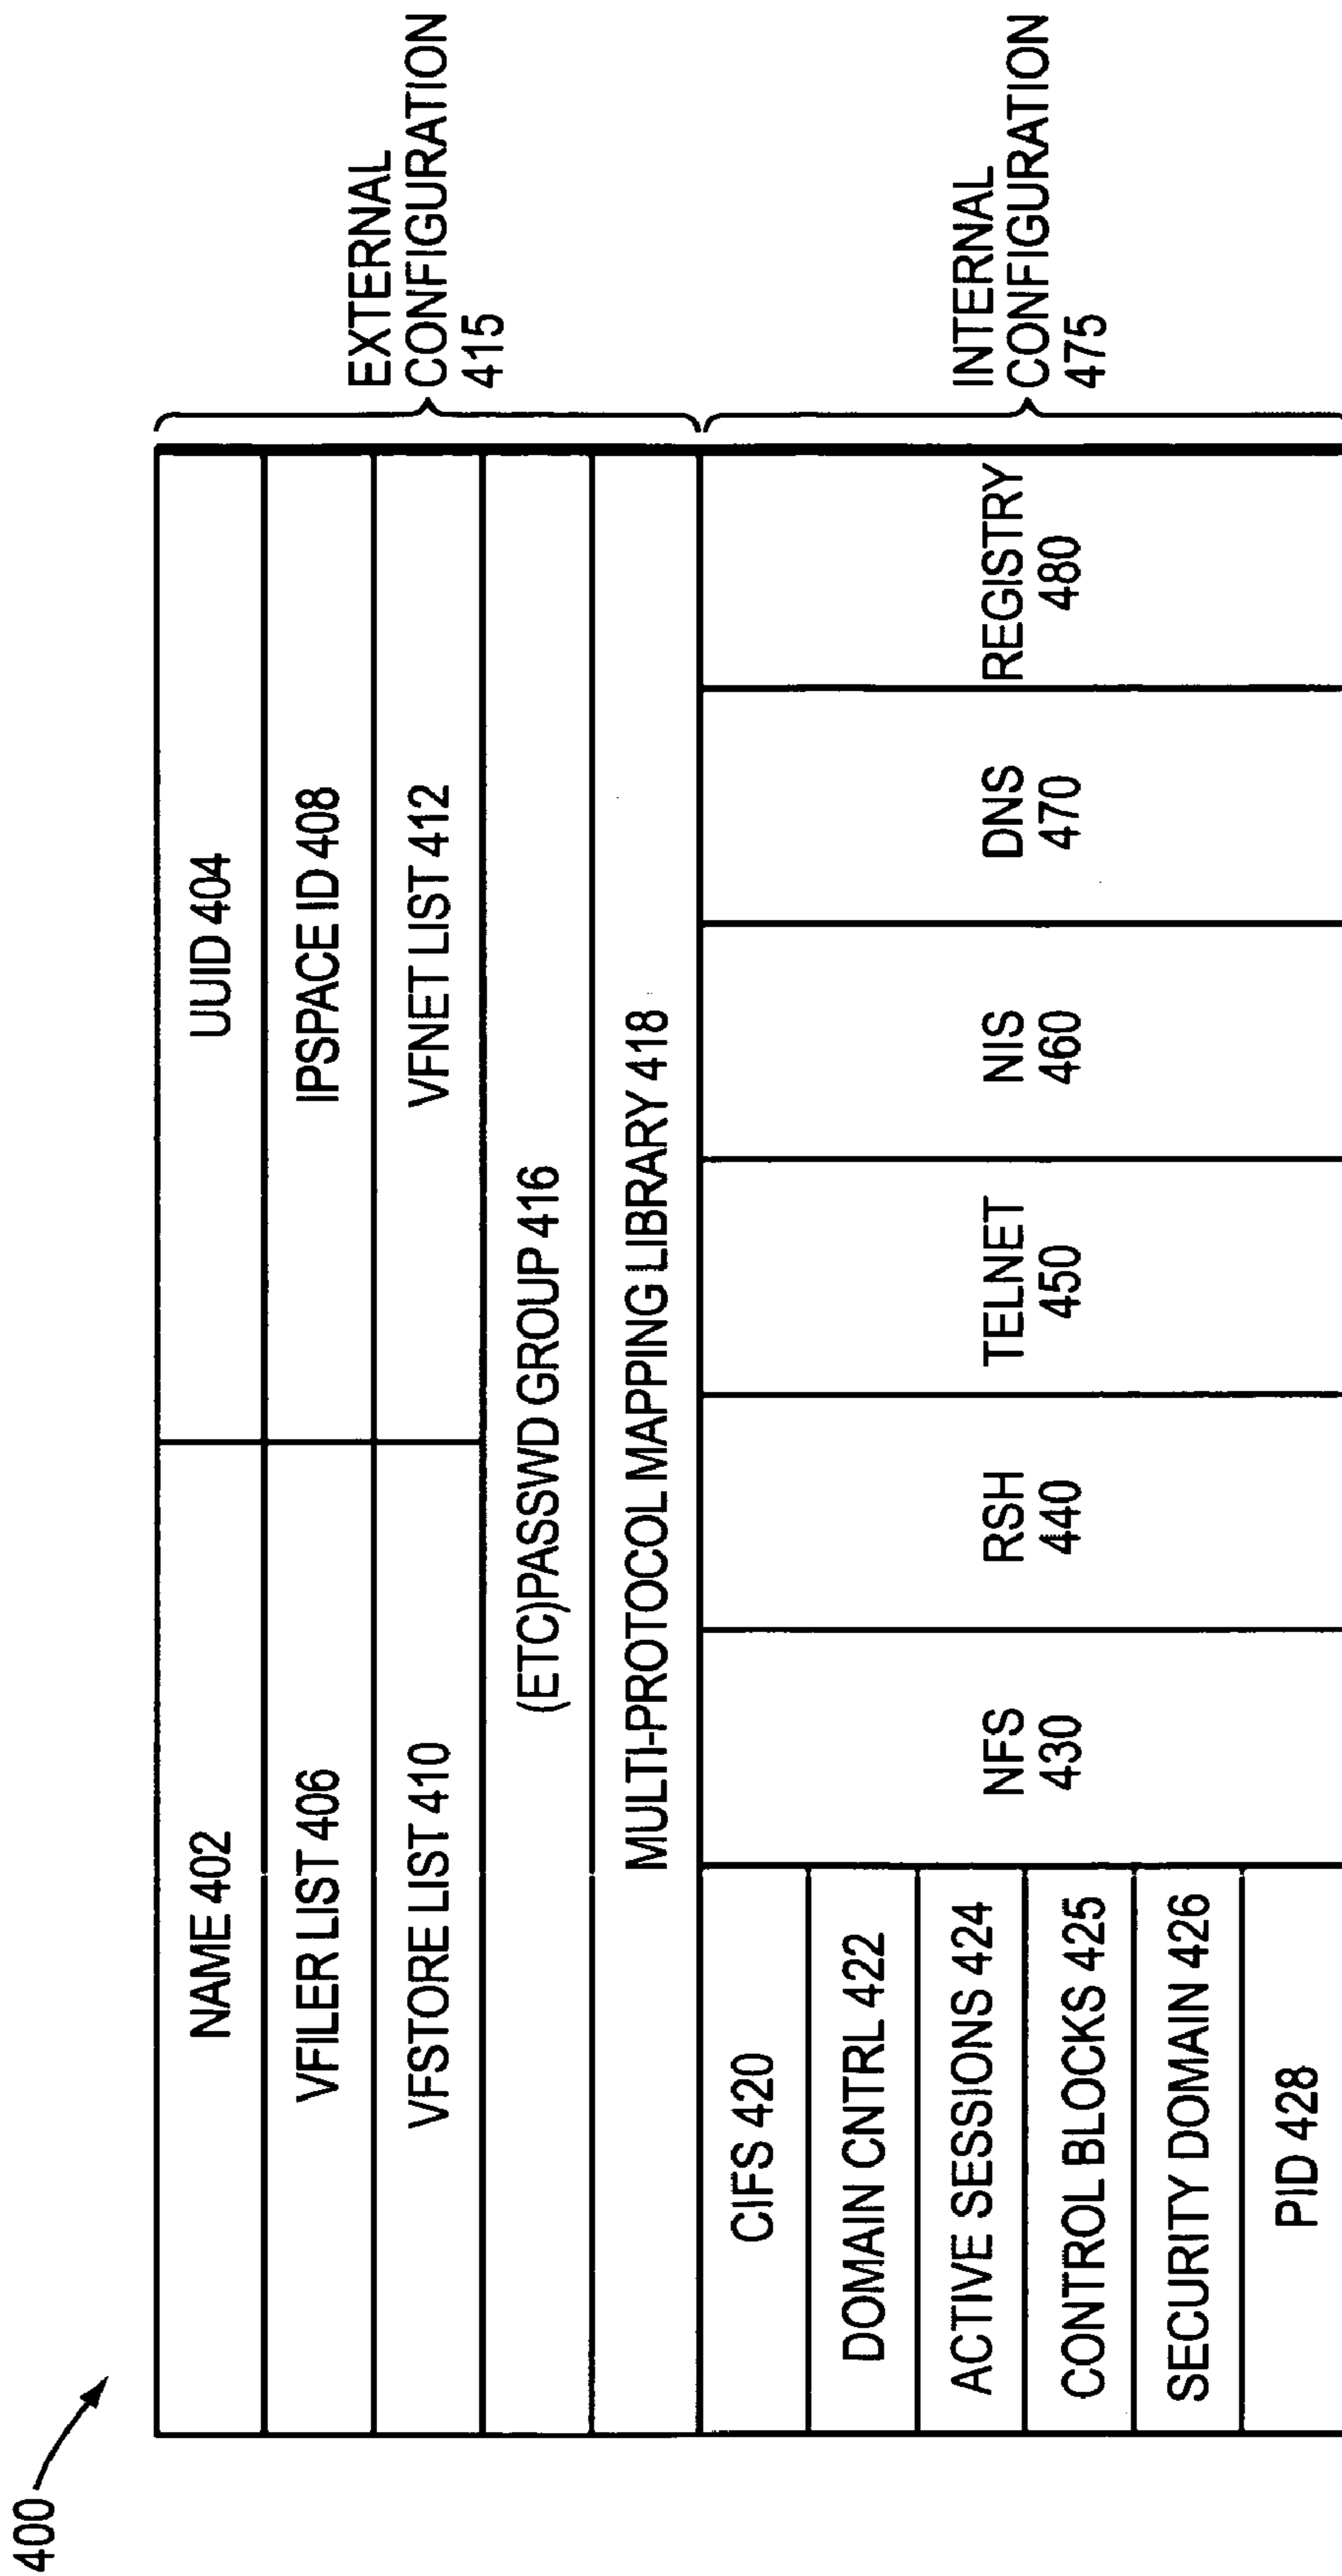 400
NAME 402
UUID 404
VFILER LIST 406
IPSPACE ID 408
VFSTORE LIST 410
VFNET LIST 412
(ETC)PASSWD GROUP 416
MULTI-PROTOCOL MAPPING LIBRARY 418
EXTERNAL
CONFIGURATION
415
CIFS 420
DOMAIN CNTRL 422
ACTIVE SESSIONS 424
CONTROL BLOCKS 425
SECURITY DOMAIN 426
PID 428
NFS
430
RSH
440
TELNET
450
NIS
460
DNS
470
REGISTRY
480
INTERNAL
CONFIGURATION
475